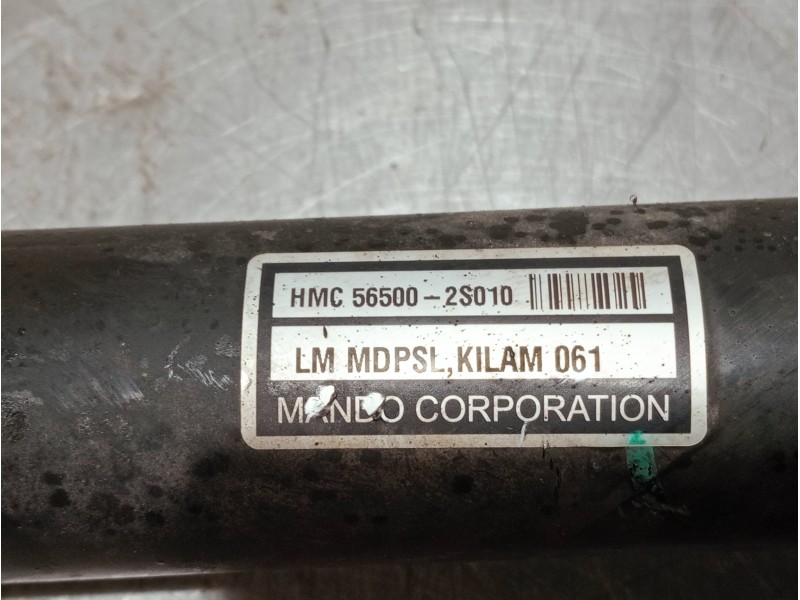 HMC 56500-2S010
LM MDPSL,KILAM 061
MANDO CORPORATION